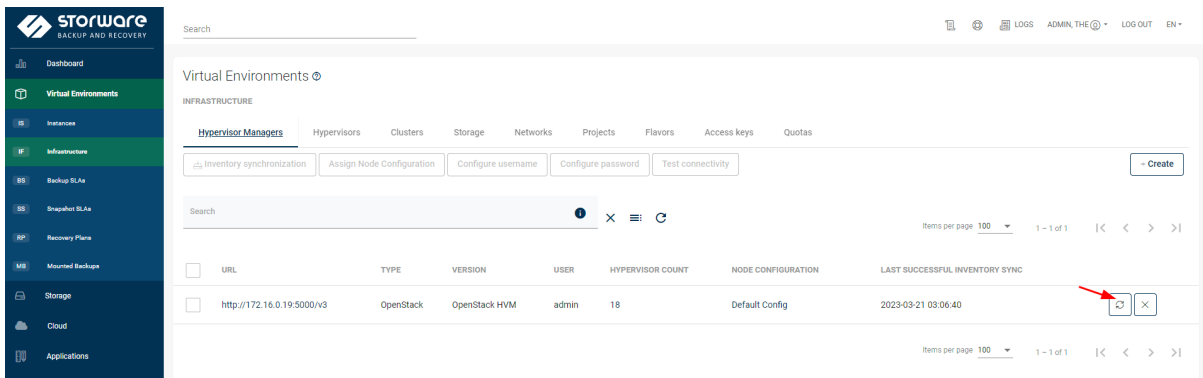 STORWARE
BACKUP AND RECOVERY
Search
LOGS ADMIN, THE LOG OUT EN
Dashboard
Virtual Environments
IS Instances
IF Infrastructure
BS Backup SLAs
SS Snapshot SLAs
RP Recovery Plans
MB Mounted Backups
Storage
Cloud
Applications
Virtual Environments
INFRASTRUCTURE
Hypervisor Managers Hypervisors Clusters Storage Networks Projects Flavors Access keys Quotas
Inventory synchronization Assign Node Configuration Configure username Configure password Test connectivity + Create
Search
Items per page 100 1 – 1 of 1
URL TYPE VERSION USER HYPERVISOR COUNT NODE CONFIGURATION LAST SUCCESSFUL INVENTORY SYNC
http://172.16.0.19:5000/v3 OpenStack OpenStack HVM admin 18 Default Config 2023-03-21 03:06:40
Items per page 100 1 – 1 of 1